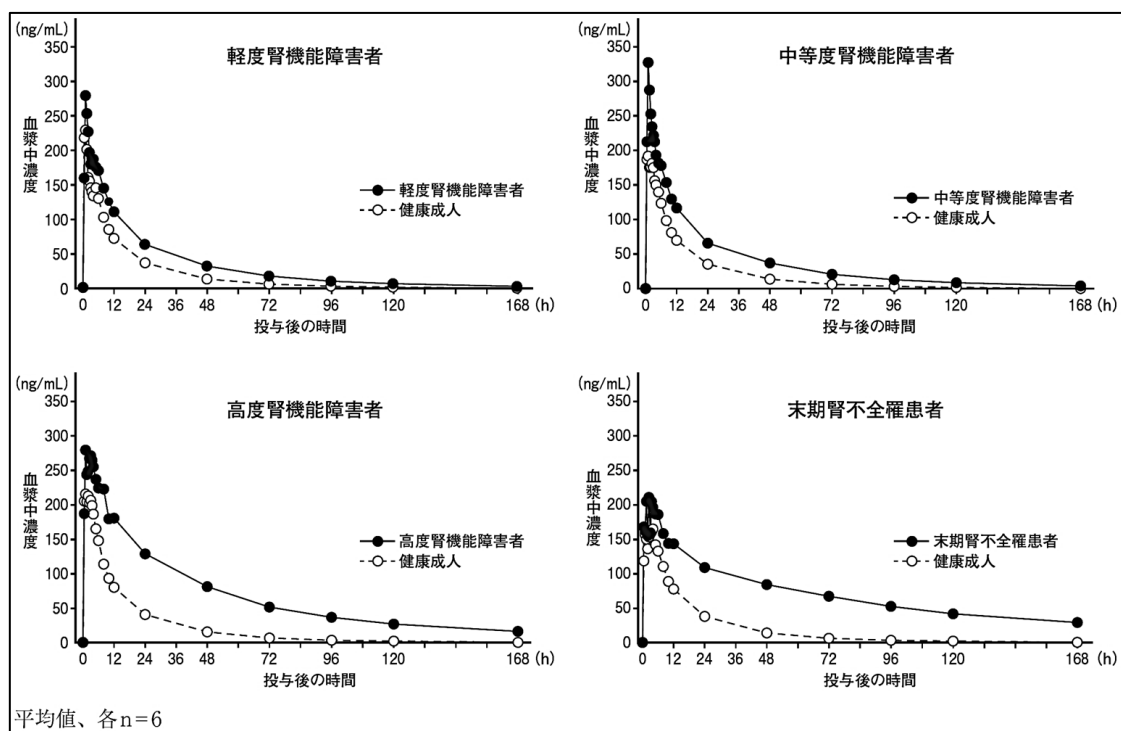 (ng/mL)
軽度腎機能障害者
350
300
250
200
150
100
50
0
血漿中濃度
軽度腎機能障害者
健康成人
0 12 24 36 48 72 96 120 168 (h)
投与後の時間
(ng/mL)
中等度腎機能障害者
350
300
250
200
150
100
50
0
血漿中濃度
中等度腎機能障害者
健康成人
0 12 24 36 48 72 96 120 168 (h)
投与後の時間
(ng/mL)
高度腎機能障害者
350
300
250
200
150
100
50
0
血漿中濃度
高度腎機能障害者
健康成人
0 12 24 36 48 72 96 120 168 (h)
投与後の時間
(ng/mL)
末期腎不全罹患者
350
300
250
200
150
100
50
0
血漿中濃度
末期腎不全罹患者
健康成人
0 12 24 36 48 72 96 120 168 (h)
投与後の時間
平均値、各n=6